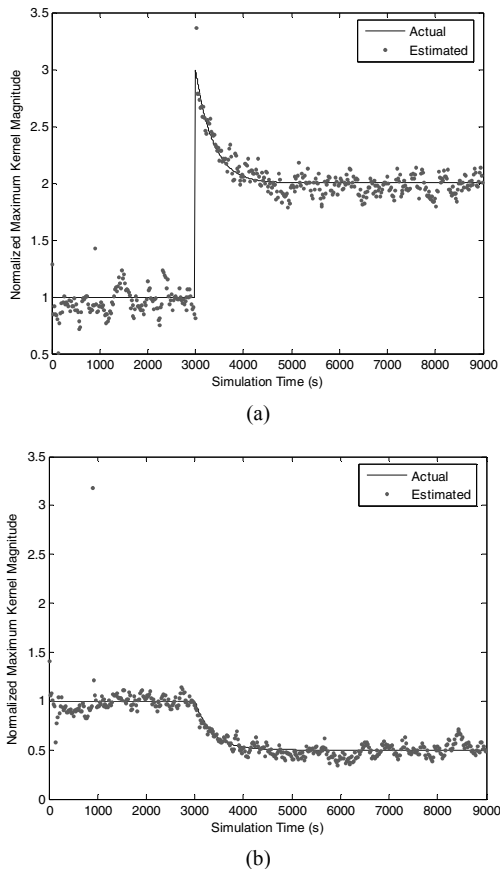 3.5
3
2.5
2
1.5
1
0.5
Normalized Maximum Kernel Magnitude
Actual
Estimated
0 1000 2000 3000 4000 5000 6000 7000 8000 9000
Simulation Time (s)
(a)
3.5
3
2.5
2
1.5
1
0.5
0
Normalized Maximum Kernel Magnitude
Actual
Estimated
0 1000 2000 3000 4000 5000 6000 7000 8000 9000
Simulation Time (s)
(b)